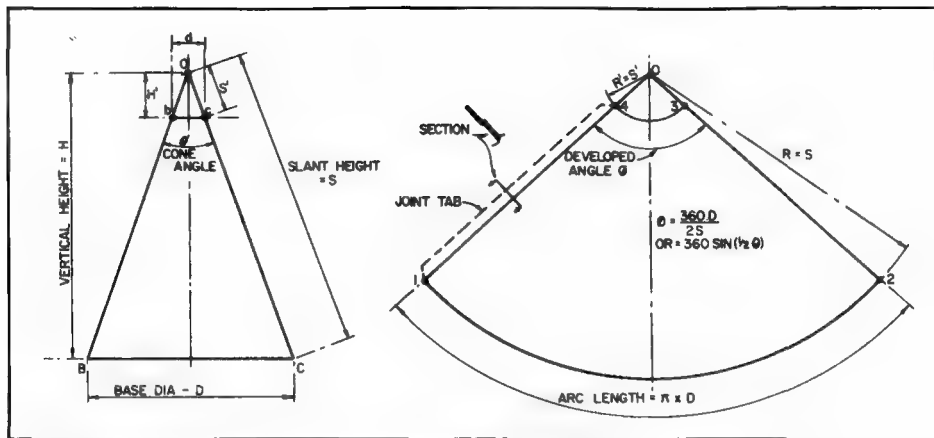 d
O
H'
S'
b
c
ø
CONE
ANGLE
VERTICAL HEIGHT = H
SLANT HEIGHT
= S
B
C
BASE DIA - D
R'=S'
O
4
3
SECTION
DEVELOPED
ANGLE θ
R = S
JOINT TAB
θ = 360 D
2S
OR = 360 SIN (½ θ)
1
2
ARC LENGTH = π x D